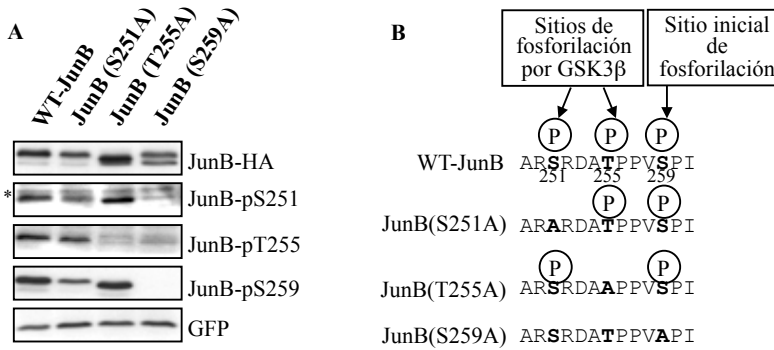 A
WT-JunB
JunB (S251A)
JunB (T255A)
JunB (S259A)
JunB-HA
*
JunB-pS251
JunB-pT255
JunB-pS259
GFP
B
Sitios de
fosforilación
por GSK3β
Sitio inicial
de
fosforilación
P P P
WT-JunB ARSRDATPPVSPI
251 255 259
P P
JunB(S251A) ARARDATPPVSPI
P P
JunB(T255A) ARSRDAAPPVSPI
JunB(S259A) ARSRDATPPVAPI